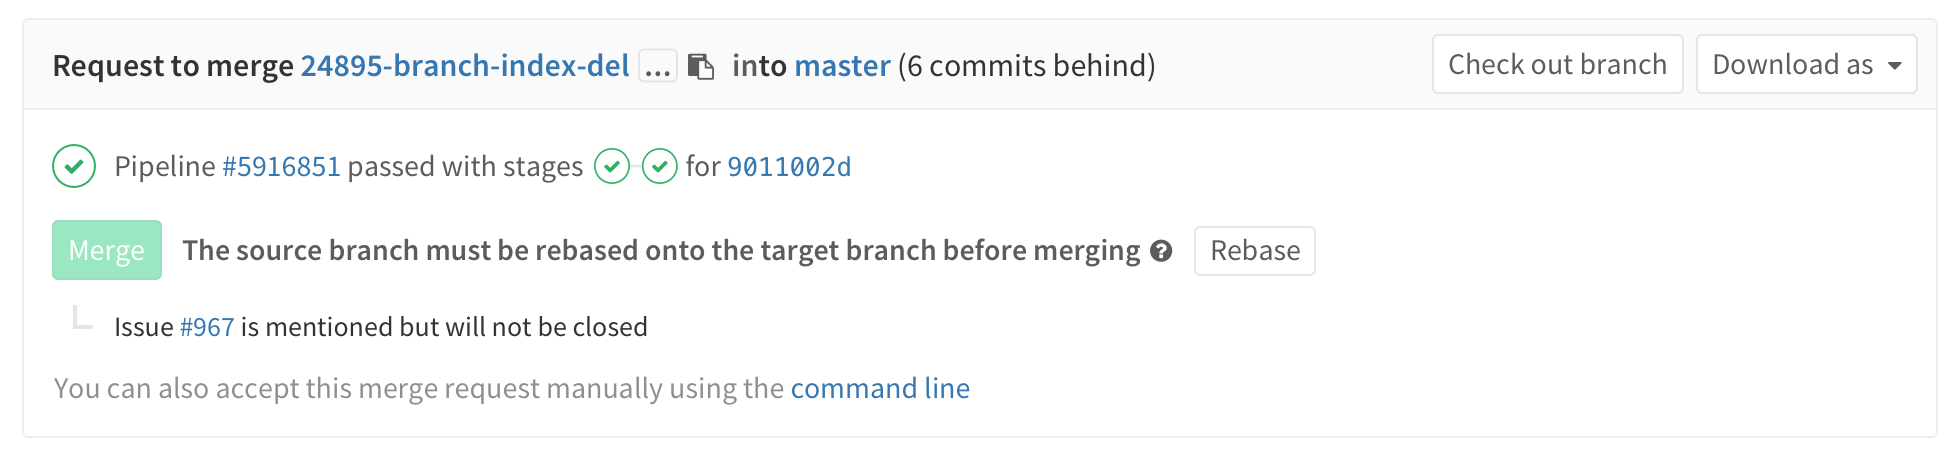 Request to merge 24895-branch-index-del ... into master (6 commits behind) Check out branch Download as
Pipeline #5916851 passed with stages for 9011002d
Merge The source branch must be rebased onto the target branch before merging ? Rebase
Issue #967 is mentioned but will not be closed
You can also accept this merge request manually using the command line